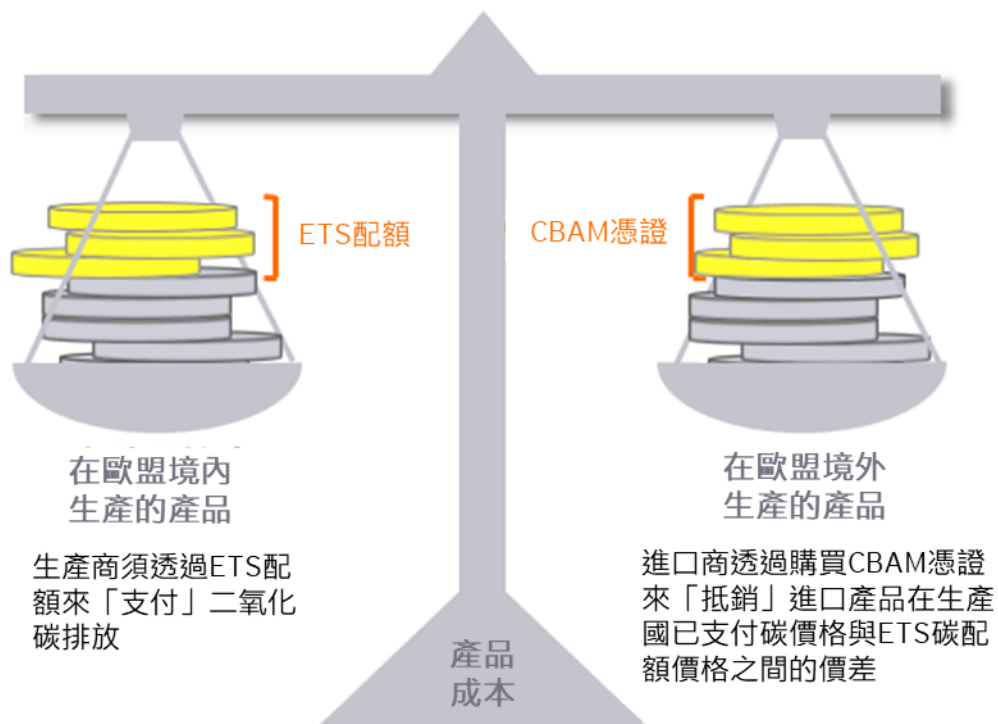 ETS配額
CBAM憑證
在歐盟境內
生產的產品
生產商須透過ETS配
額來「支付」二氧化
碳排放
在歐盟境外
生產的產品
進口商透過購買CBAM憑證
來「抵銷」進口產品在生產
國已支付碳價格與ETS碳配
額價格之間的價差
產品
成本